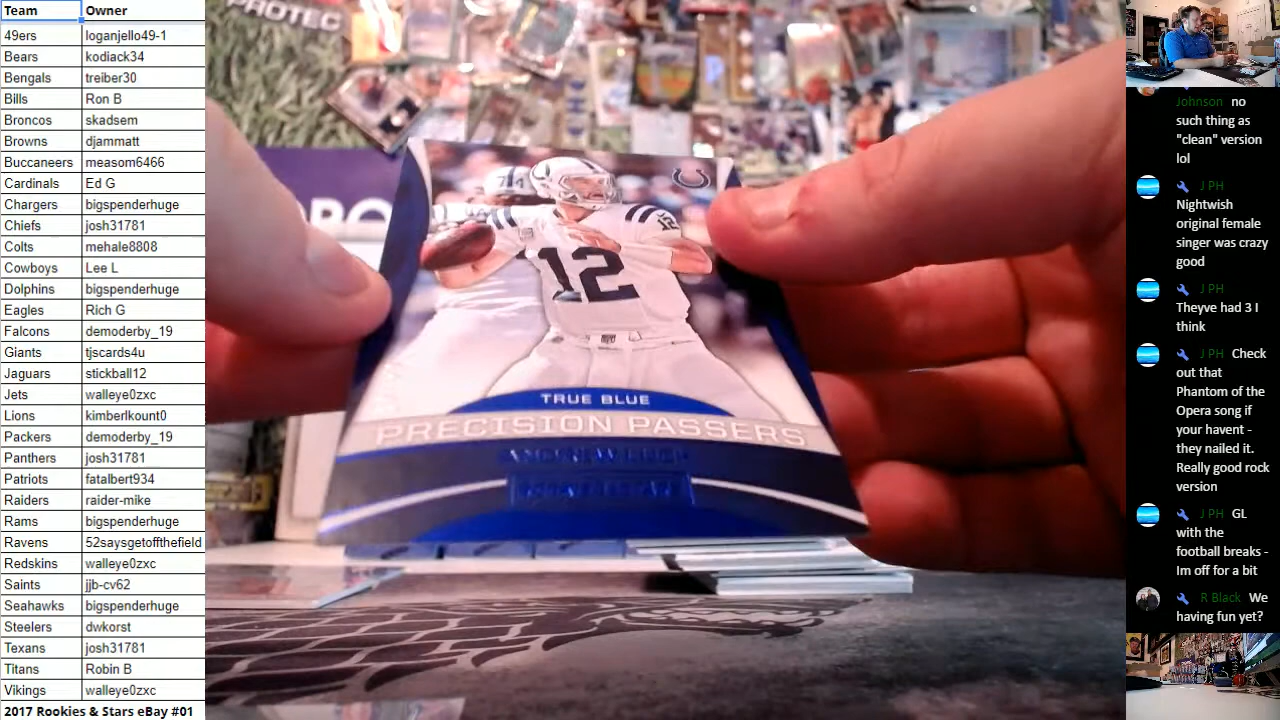 Team Owner
49ers loganjello49-1
Bears kodiack34
Bengals treiber30
Bills Ron B
Broncos skadsem
Browns djammatt
Buccaneers measom6466
Cardinals Ed G
Chargers bigspenderhuge
Chiefs josh31781
Colts mehale8808
Cowboys Lee L
Dolphins bigspenderhuge
Eagles Rich G
Falcons demoderby_19
Giants tjscards4u
Jaguars stickball12
Jets walleye0zxc
Lions kimberlkount0
Packers demoderby_19
Panthers josh31781
Patriots fatalbert934
Raiders raider-mike
Rams bigspenderhuge
Ravens 52saysgetoffthefield
Redskins walleye0zxc
Saints jjb-cv62
Seahawks bigspenderhuge
Steelers dwkorst
Texans josh31781
Titans Robin B
Vikings walleye0zxc
2017 Rookies & Stars eBay #01
PROTEC
74
12
12
TRUE BLUE
PRECISION PASSERS
ANDREW LUCK
Johnson no
such thing as
"clean" version
lol
J PH
Nightwish
original female
singer was crazy
good
J PH
Theyve had 3 I
think
J PH Check
out that
Phantom of the
Opera song if
your havent -
they nailed it.
Really good rock
version
J PH GL
with the
football breaks -
Im off for a bit
R Black We
having fun yet?